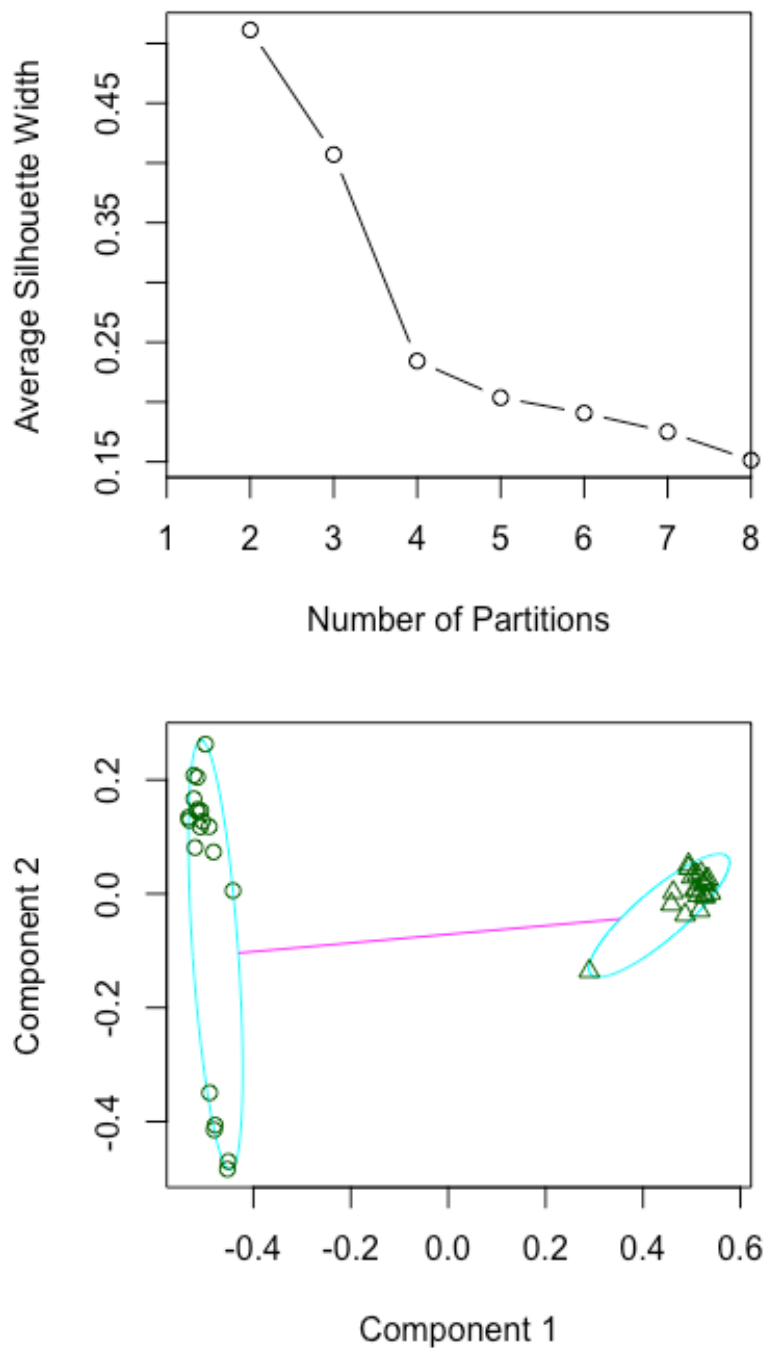 Average Silhouette Width
0.45
0.35
0.25
0.15
1 2 3 4 5 6 7 8
Number of Partitions
Component 2
0.2
0.0
-0.2
-0.4
-0.4 -0.2 0.0 0.2 0.4 0.6
Component 1